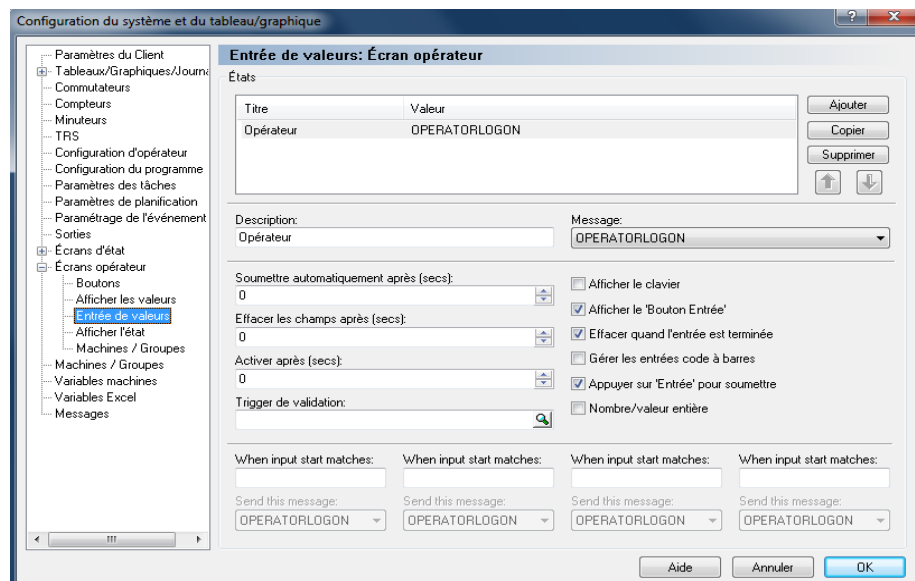 Configuration du système et du tableau/graphique
Paramètres du Client
Tableaux/Graphiques/Journa
Commutateurs
Compteurs
Minuteurs
TRS
Configuration d'opérateur
Configuration du programme
Paramètres des tâches
Paramètres de planification
Paramétrage de l'événement
Sorties
Écrans d'état
Écrans opérateur
Boutons
Afficher les valeurs
Entrée de valeurs
Afficher l'état
Machines / Groupes
Machines / Groupes
Variables machines
Variables Excel
Messages
Entrée de valeurs: Écran opérateur
États
Titre Valeur
Opérateur OPERATORLOGON
Ajouter
Copier
Supprimer
Description: Message:
Opérateur OPERATORLOGON
Soumettre automatiquement après (secs):
0
Effacer les champs après (secs):
0
Activer après (secs):
0
Trigger de validation:
Afficher le clavier
Afficher le 'Bouton Entrée'
Effacer quand l'entrée est terminée
Gérer les entrées code à barres
Appuyer sur 'Entrée' pour soumettre
Nombre/valeur entière
When input start matches: When input start matches: When input start matches: When input start matches:
Send this message: Send this message: Send this message: Send this message:
OPERATORLOGON OPERATORLOGON OPERATORLOGON OPERATORLOGON
Aide Annuler OK